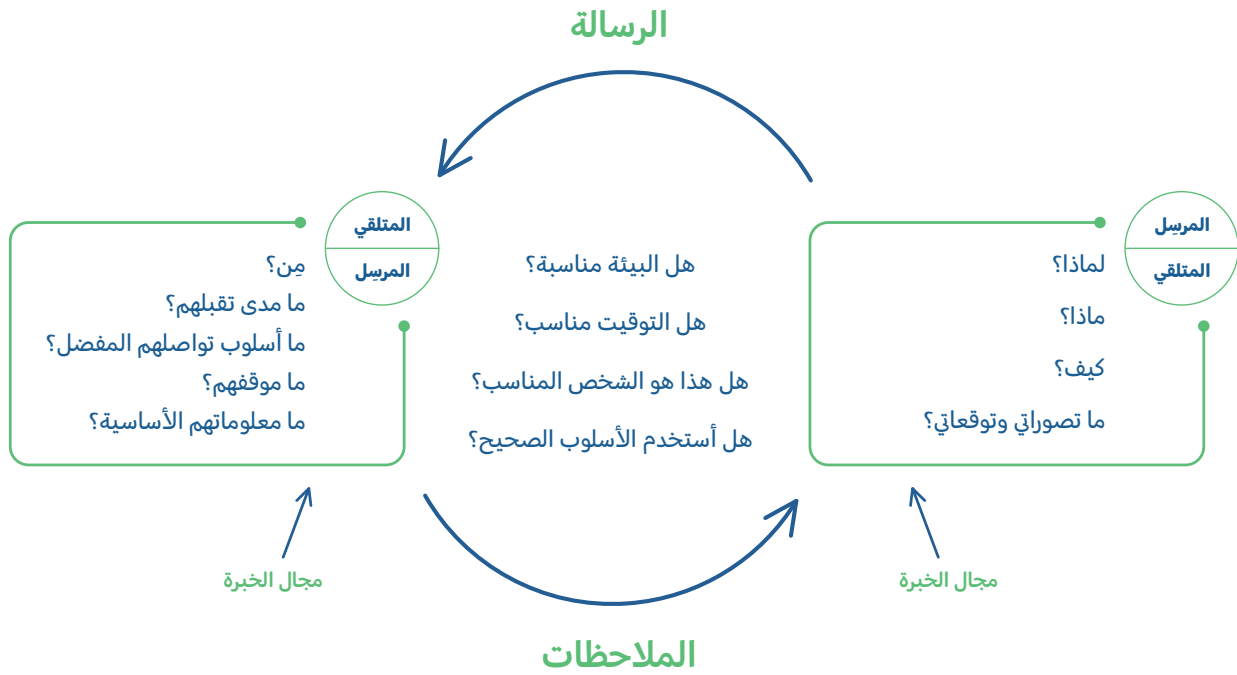 الرسالة
المرسِل
المتلقي
لماذا؟
ماذا؟
كيف؟
ما تصوراتي وتوقعاتي؟
هل البيئة مناسبة؟
هل التوقيت مناسب؟
هل هذا هو الشخص المناسب؟
هل أستخدم الأسلوب الصحيح؟
المتلقي
المرسِل
مِن؟
ما مدى تقبلهم؟
ما أسلوب تواصلهم المفضل؟
ما موقفهم؟
ما معلوماتهم الأساسية؟
مجال الخبرة
مجال الخبرة
الملاحظات